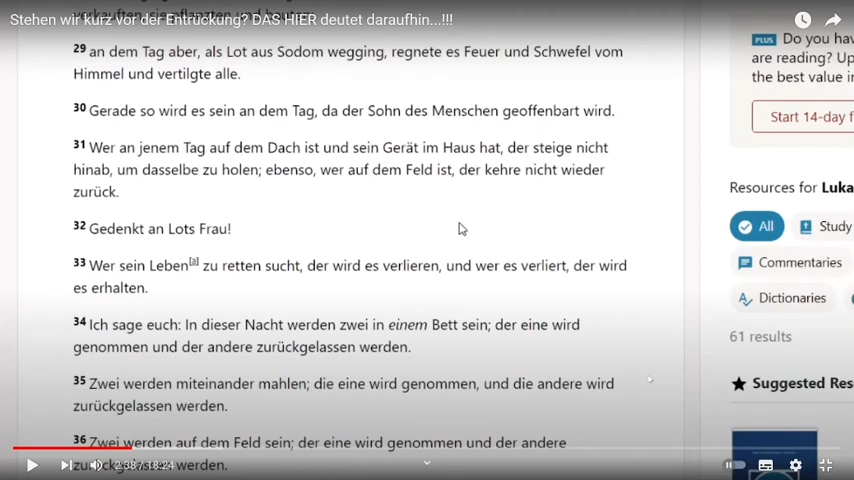 Stehen wir kurz vor der Entrückung? DAS HIER deutet daraufhin...!!!
29 an dem Tag aber, als Lot aus Sodom wegging, regnete es Feuer und Schwefel vom
Himmel und vertilgte alle.
30 Gerade so wird es sein an dem Tag, da der Sohn des Menschen geoffenbart wird.
31 Wer an jenem Tag auf dem Dach ist und sein Gerät im Haus hat, der steige nicht
hinab, um dasselbe zu holen; ebenso, wer auf dem Feld ist, der kehre nicht wieder
zurück.
32 Gedenkt an Lots Frau!
33 Wer sein Leben[a] zu retten sucht, der wird es verlieren, und wer es verliert, der wird
es erhalten.
34 Ich sage euch: In dieser Nacht werden zwei in einem Bett sein; der eine wird
genommen und der andere zurückgelassen werden.
35 Zwei werden miteinander mahlen; die eine wird genommen, und die andere wird
zurückgelassen werden.
36 Zwei werden auf dem Feld sein; der eine wird genommen und der andere
zurückgelassen werden.
PLUS Do you hav
are reading? Up
the best value in
Start 14-day f
Resources for Luka
All
Study
Commentaries
Dictionaries
61 results
Suggested Res